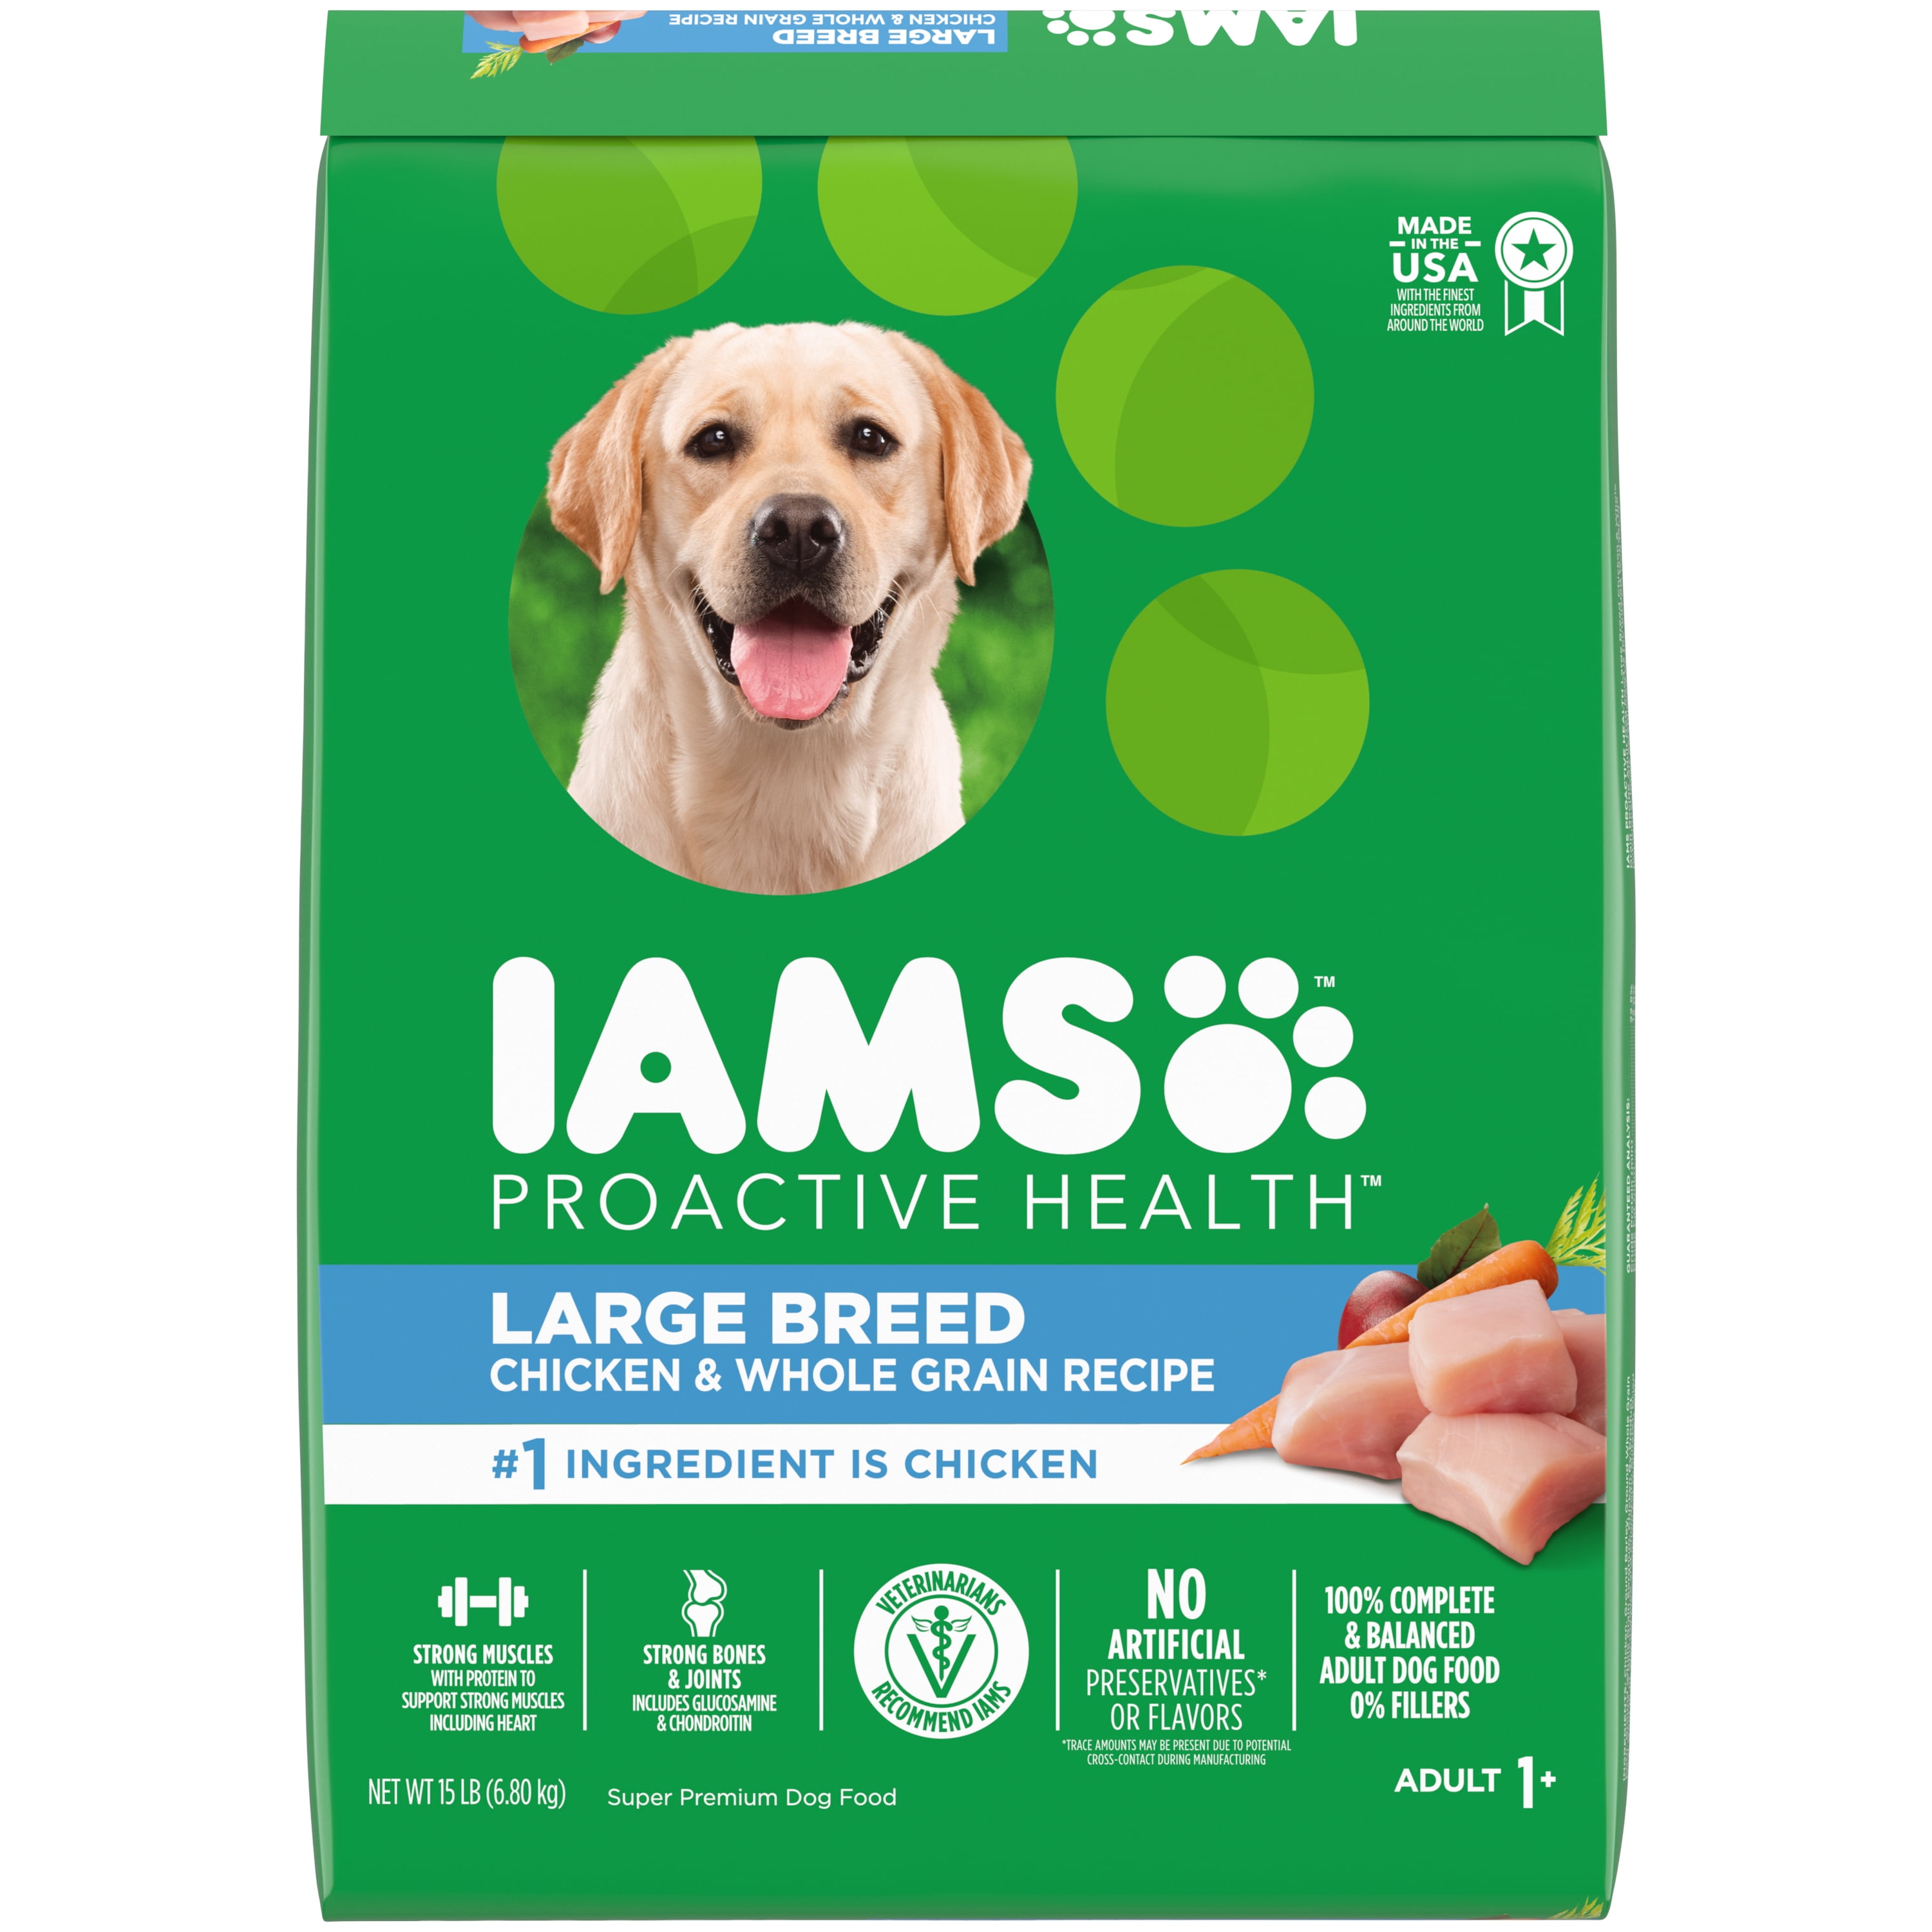 LARGE BREED
CHICKEN & WHOLE GRAIN RECIPE
IAMS
MADE
IN THE
USA
WITH THE FINEST
INGREDIENTS FROM
AROUND THE WORLD
IAMS™
PROACTIVE HEALTH™
LARGE BREED
CHICKEN & WHOLE GRAIN RECIPE
#1 INGREDIENT IS CHICKEN
STRONG MUSCLES
WITH PROTEIN TO
SUPPORT STRONG MUSCLES
INCLUDING HEART
STRONG BONES
& JOINTS
INCLUDES GLUCOSAMINE
& CHONDROITIN
VETERINARIANS
V
RECOMMEND IAMS
NO
ARTIFICIAL
PRESERVATIVES*
OR FLAVORS
*TRACE AMOUNTS MAY BE PRESENT DUE TO POTENTIAL
CROSS-CONTACT DURING MANUFACTURING
100% COMPLETE
& BALANCED
ADULT DOG FOOD
0% FILLERS
NET WT 15 LB (6.80 kg)
Super Premium Dog Food
ADULT 1+
GUARANTEED ANALYSIS: